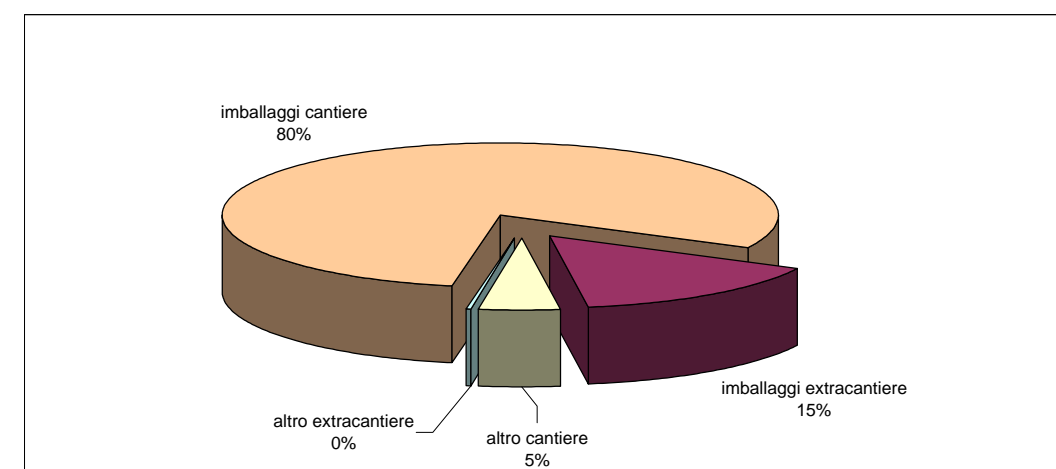 imballaggi cantiere
80%
imballaggi extracantiere
15%
altro extracantiere
0%
altro cantiere
5%